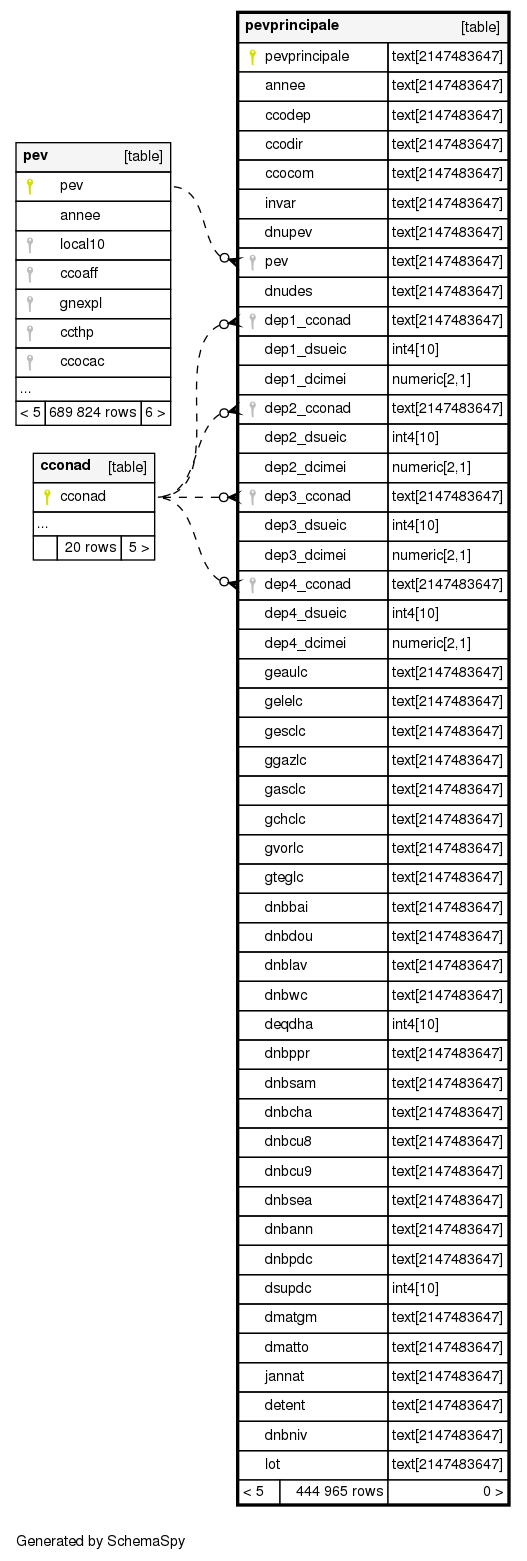 pevprincipale [table]
pevprincipale text[2147483647]
annee text[2147483647]
ccodep text[2147483647]
ccodir text[2147483647]
ccocom text[2147483647]
invar text[2147483647]
dnupev text[2147483647]
pev text[2147483647]
dnudes text[2147483647]
dep1_cconad text[2147483647]
dep1_dsueic int4[10]
dep1_dcimei numeric[2,1]
dep2_cconad text[2147483647]
dep2_dsueic int4[10]
dep2_dcimei numeric[2,1]
dep3_cconad text[2147483647]
dep3_dsueic int4[10]
dep3_dcimei numeric[2,1]
dep4_cconad text[2147483647]
dep4_dsueic int4[10]
dep4_dcimei numeric[2,1]
geaulc text[2147483647]
gelelc text[2147483647]
gesclc text[2147483647]
ggazlc text[2147483647]
gasclc text[2147483647]
gchclc text[2147483647]
gvorlc text[2147483647]
gteglc text[2147483647]
dnbbai text[2147483647]
dnbdou text[2147483647]
dnblav text[2147483647]
dnbwc text[2147483647]
deqdha int4[10]
dnbppr text[2147483647]
dnbsam text[2147483647]
dnbcha text[2147483647]
dnbcu8 text[2147483647]
dnbcu9 text[2147483647]
dnbsea text[2147483647]
dnbann text[2147483647]
dnbpdc text[2147483647]
dsupdc int4[10]
dmatgm text[2147483647]
dmatto text[2147483647]
jannat text[2147483647]
detent text[2147483647]
dnbniv text[2147483647]
lot text[2147483647]
< 5 444 965 rows 0 >
pev [table]
pev
annee
local10
ccoaff
gnexpl
ccthp
ccocac
...
< 5 689 824 rows 6 >
cconad [table]
cconad
...
20 rows 5 >
Generated by SchemaSpy